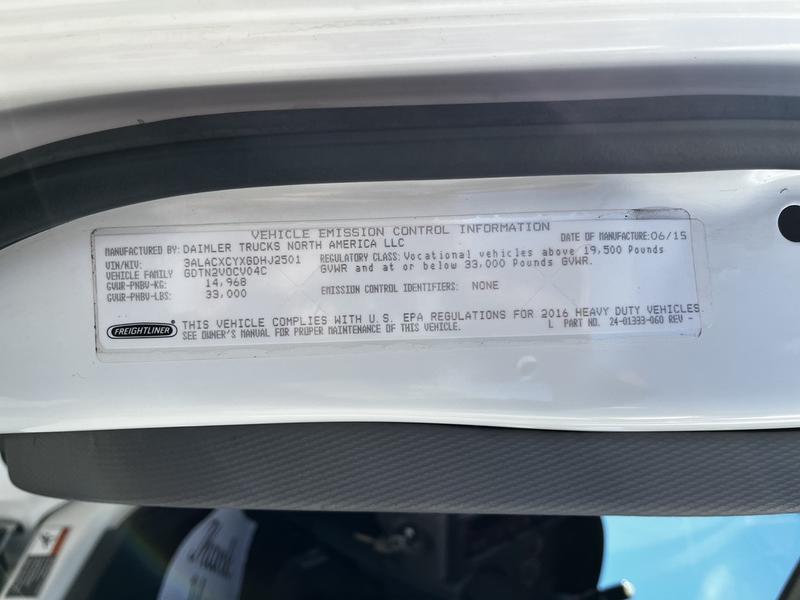 VEHICLE EMISSION CONTROL INFORMATION
MANUFACTURED BY: DAIMLER TRUCKS NORTH AMERICA LLC
DATE OF MANUFACTURE: 06/15
VIN/NIV: 3ALACXCYXGDHJ2501
VEHICLE FAMILY GDTN2VOCV04C
GVWR-PNBV-KG: 14,968
GVWR-PNBV-LBS: 33,000
REGULATORY CLASS: Vocational vehicles above 19,500 Pounds
GVWR and at or below 33,000 Pounds GVWR.
EMISSION CONTROL IDENTIFIERS: NONE
FREIGHTLINER
THIS VEHICLE COMPLIES WITH U.S. EPA REGULATIONS FOR 2016 HEAVY DUTY VEHICLES
SEE OWNER'S MANUAL FOR PROPER MAINTENANCE OF THIS VEHICLE.
L PART NO. 24-01333-060 REV -